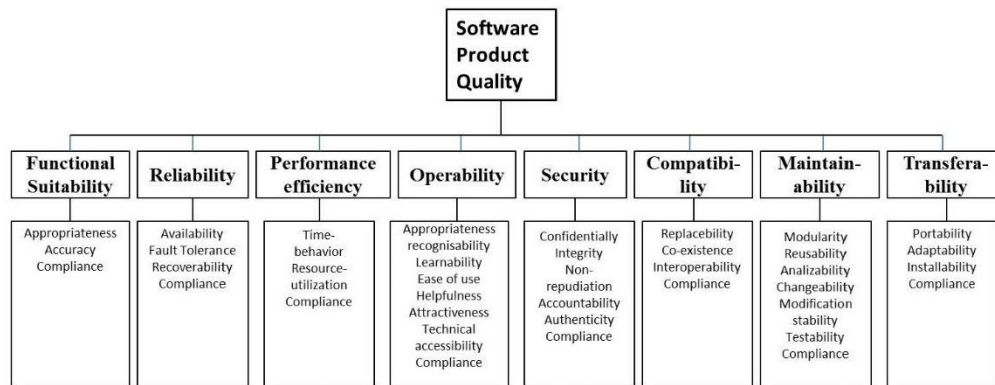 Software
Product
Quality
Functional
Suitability
Reliability
Performance
efficiency
Operability
Security
Compatibi-
lity
Maintain-
ability
Transfera-
bility
Appropriateness
Accuracy
Compliance
Availability
Fault Tolerance
Recoverability
Compliance
Time-
behavior
Resource-
utilization
Compliance
Appropriateness
recognisability
Learnability
Ease of use
Helpfulness
Attractiveness
Technical
accessibility
Compliance
Confidentially
Integrity
Non-
repudiation
Accountability
Authenticity
Compliance
Replacebility
Co-existence
Interoperability
Compliance
Modularity
Reusability
Analizability
Changeability
Modification
stability
Testability
Compliance
Portability
Adaptability
Installability
Compliance